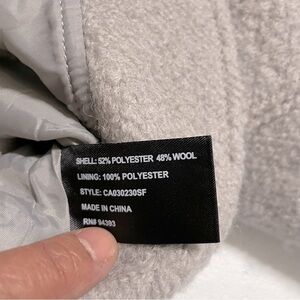 SHELL: 52% POLYESTER 48% WOOL
LINING: 100% POLYESTER
STYLE: CA030230SF
MADE IN CHINA
RN# 94393